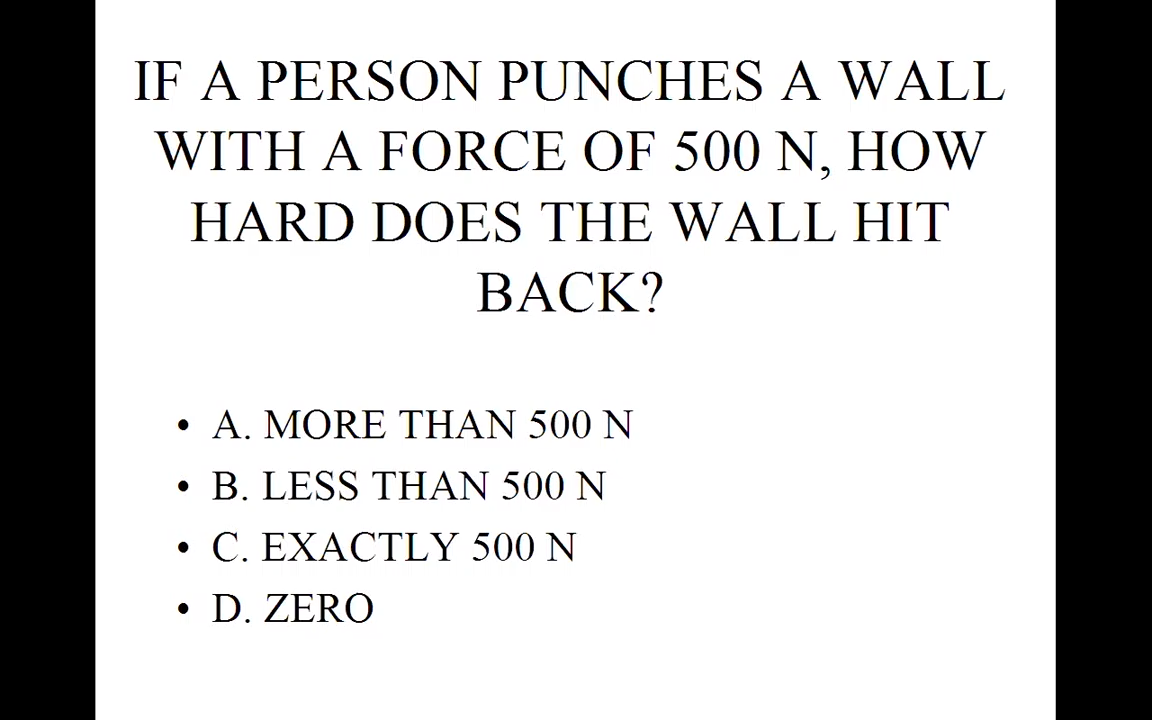 IF A PERSON PUNCHES A WALL
WITH A FORCE OF 500 N, HOW
HARD DOES THE WALL HIT
BACK?
• A. MORE THAN 500 N
• B. LESS THAN 500 N
• C. EXACTLY 500 N
• D. ZERO